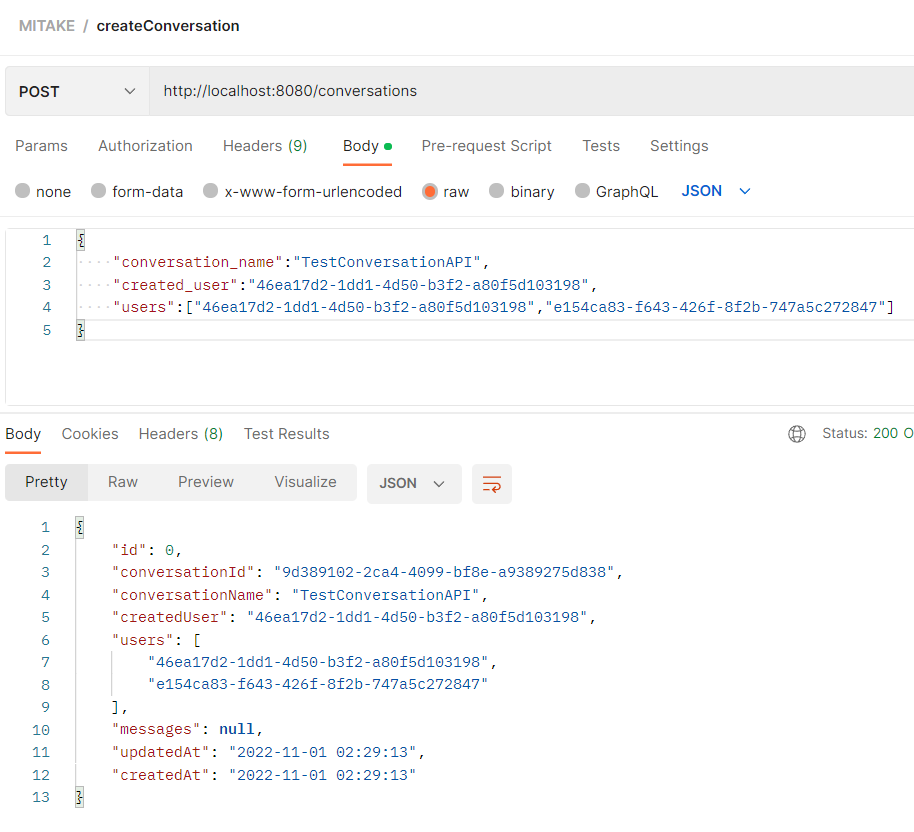 MITAKE / createConversation
POST http://localhost:8080/conversations
Params Authorization Headers (9) Body Pre-request Script Tests Settings
none form-data x-www-form-urlencoded raw binary GraphQL JSON
1 {
2 "conversation_name":"TestConversationAPI",
3 "created_user":"46ea17d2-1dd1-4d50-b3f2-a80f5d103198",
4 "users":["46ea17d2-1dd1-4d50-b3f2-a80f5d103198","e154ca83-f643-426f-8f2b-747a5c272847"]
5 }
Body Cookies Headers (8) Test Results Status: 200 O
Pretty Raw Preview Visualize JSON
1 {
2 "id": 0,
3 "conversationId": "9d389102-2ca4-4099-bf8e-a9389275d838",
4 "conversationName": "TestConversationAPI",
5 "createdUser": "46ea17d2-1dd1-4d50-b3f2-a80f5d103198",
6 "users": [
7 "46ea17d2-1dd1-4d50-b3f2-a80f5d103198",
8 "e154ca83-f643-426f-8f2b-747a5c272847"
9 ],
10 "messages": null,
11 "updatedAt": "2022-11-01 02:29:13",
12 "createdAt": "2022-11-01 02:29:13"
13 }